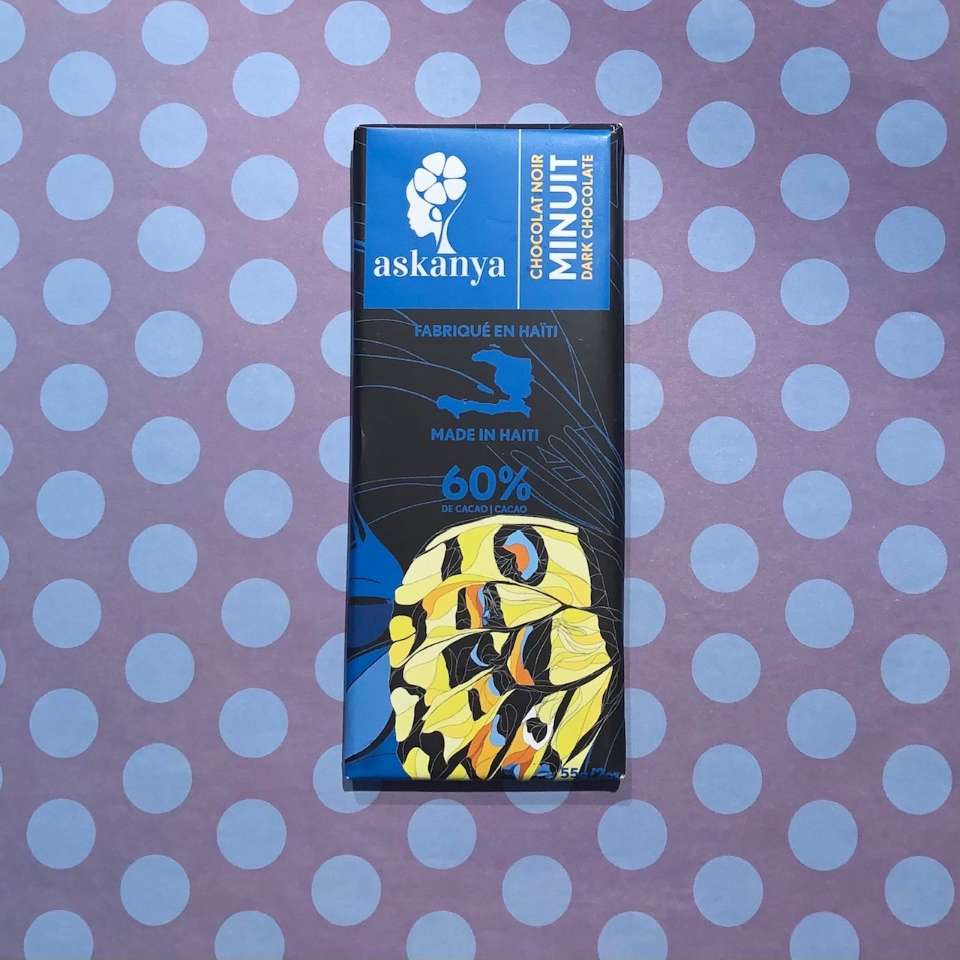 askanya
CHOCOLAT NOIR
MINUIT
DARK CHOCOLATE
FABRIQUÉ EN HAÏTI
MADE IN HAITI
60%
DE CACAO | CACAO